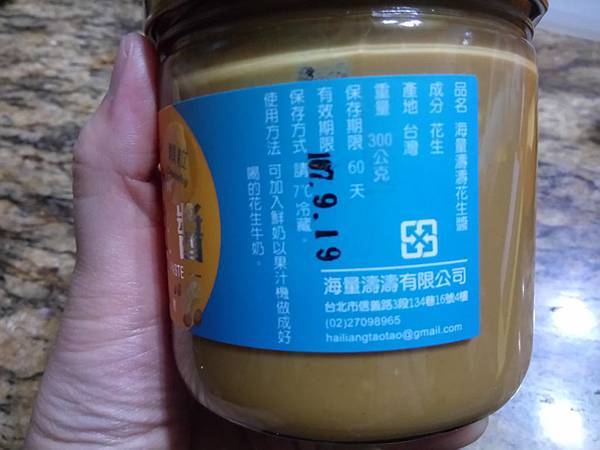 品名 海量濤濤花生醬
成分 花生
產地 台灣
重量 300公克
保存期限 60 天
有效期限
107.9.19
保存方式 請7℃冷藏。
使用方法 可加入鮮奶以果汁機做成好
喝的花生牛奶。
海量濤濤有限公司
台北市信義路3段134巷16號4樓
(02)27098965
hailiangtaotao@gmail.com
醬